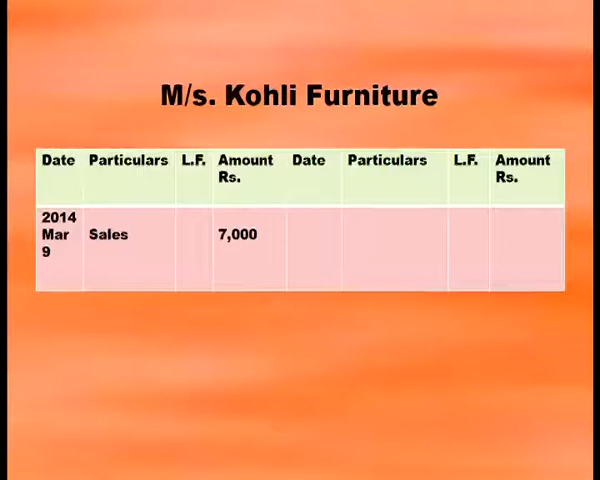 M/s. Kohli Furniture
Date Particulars L.F. Amount Rs. Date Particulars L.F. Amount Rs.
2014 Mar 9 Sales 7,000